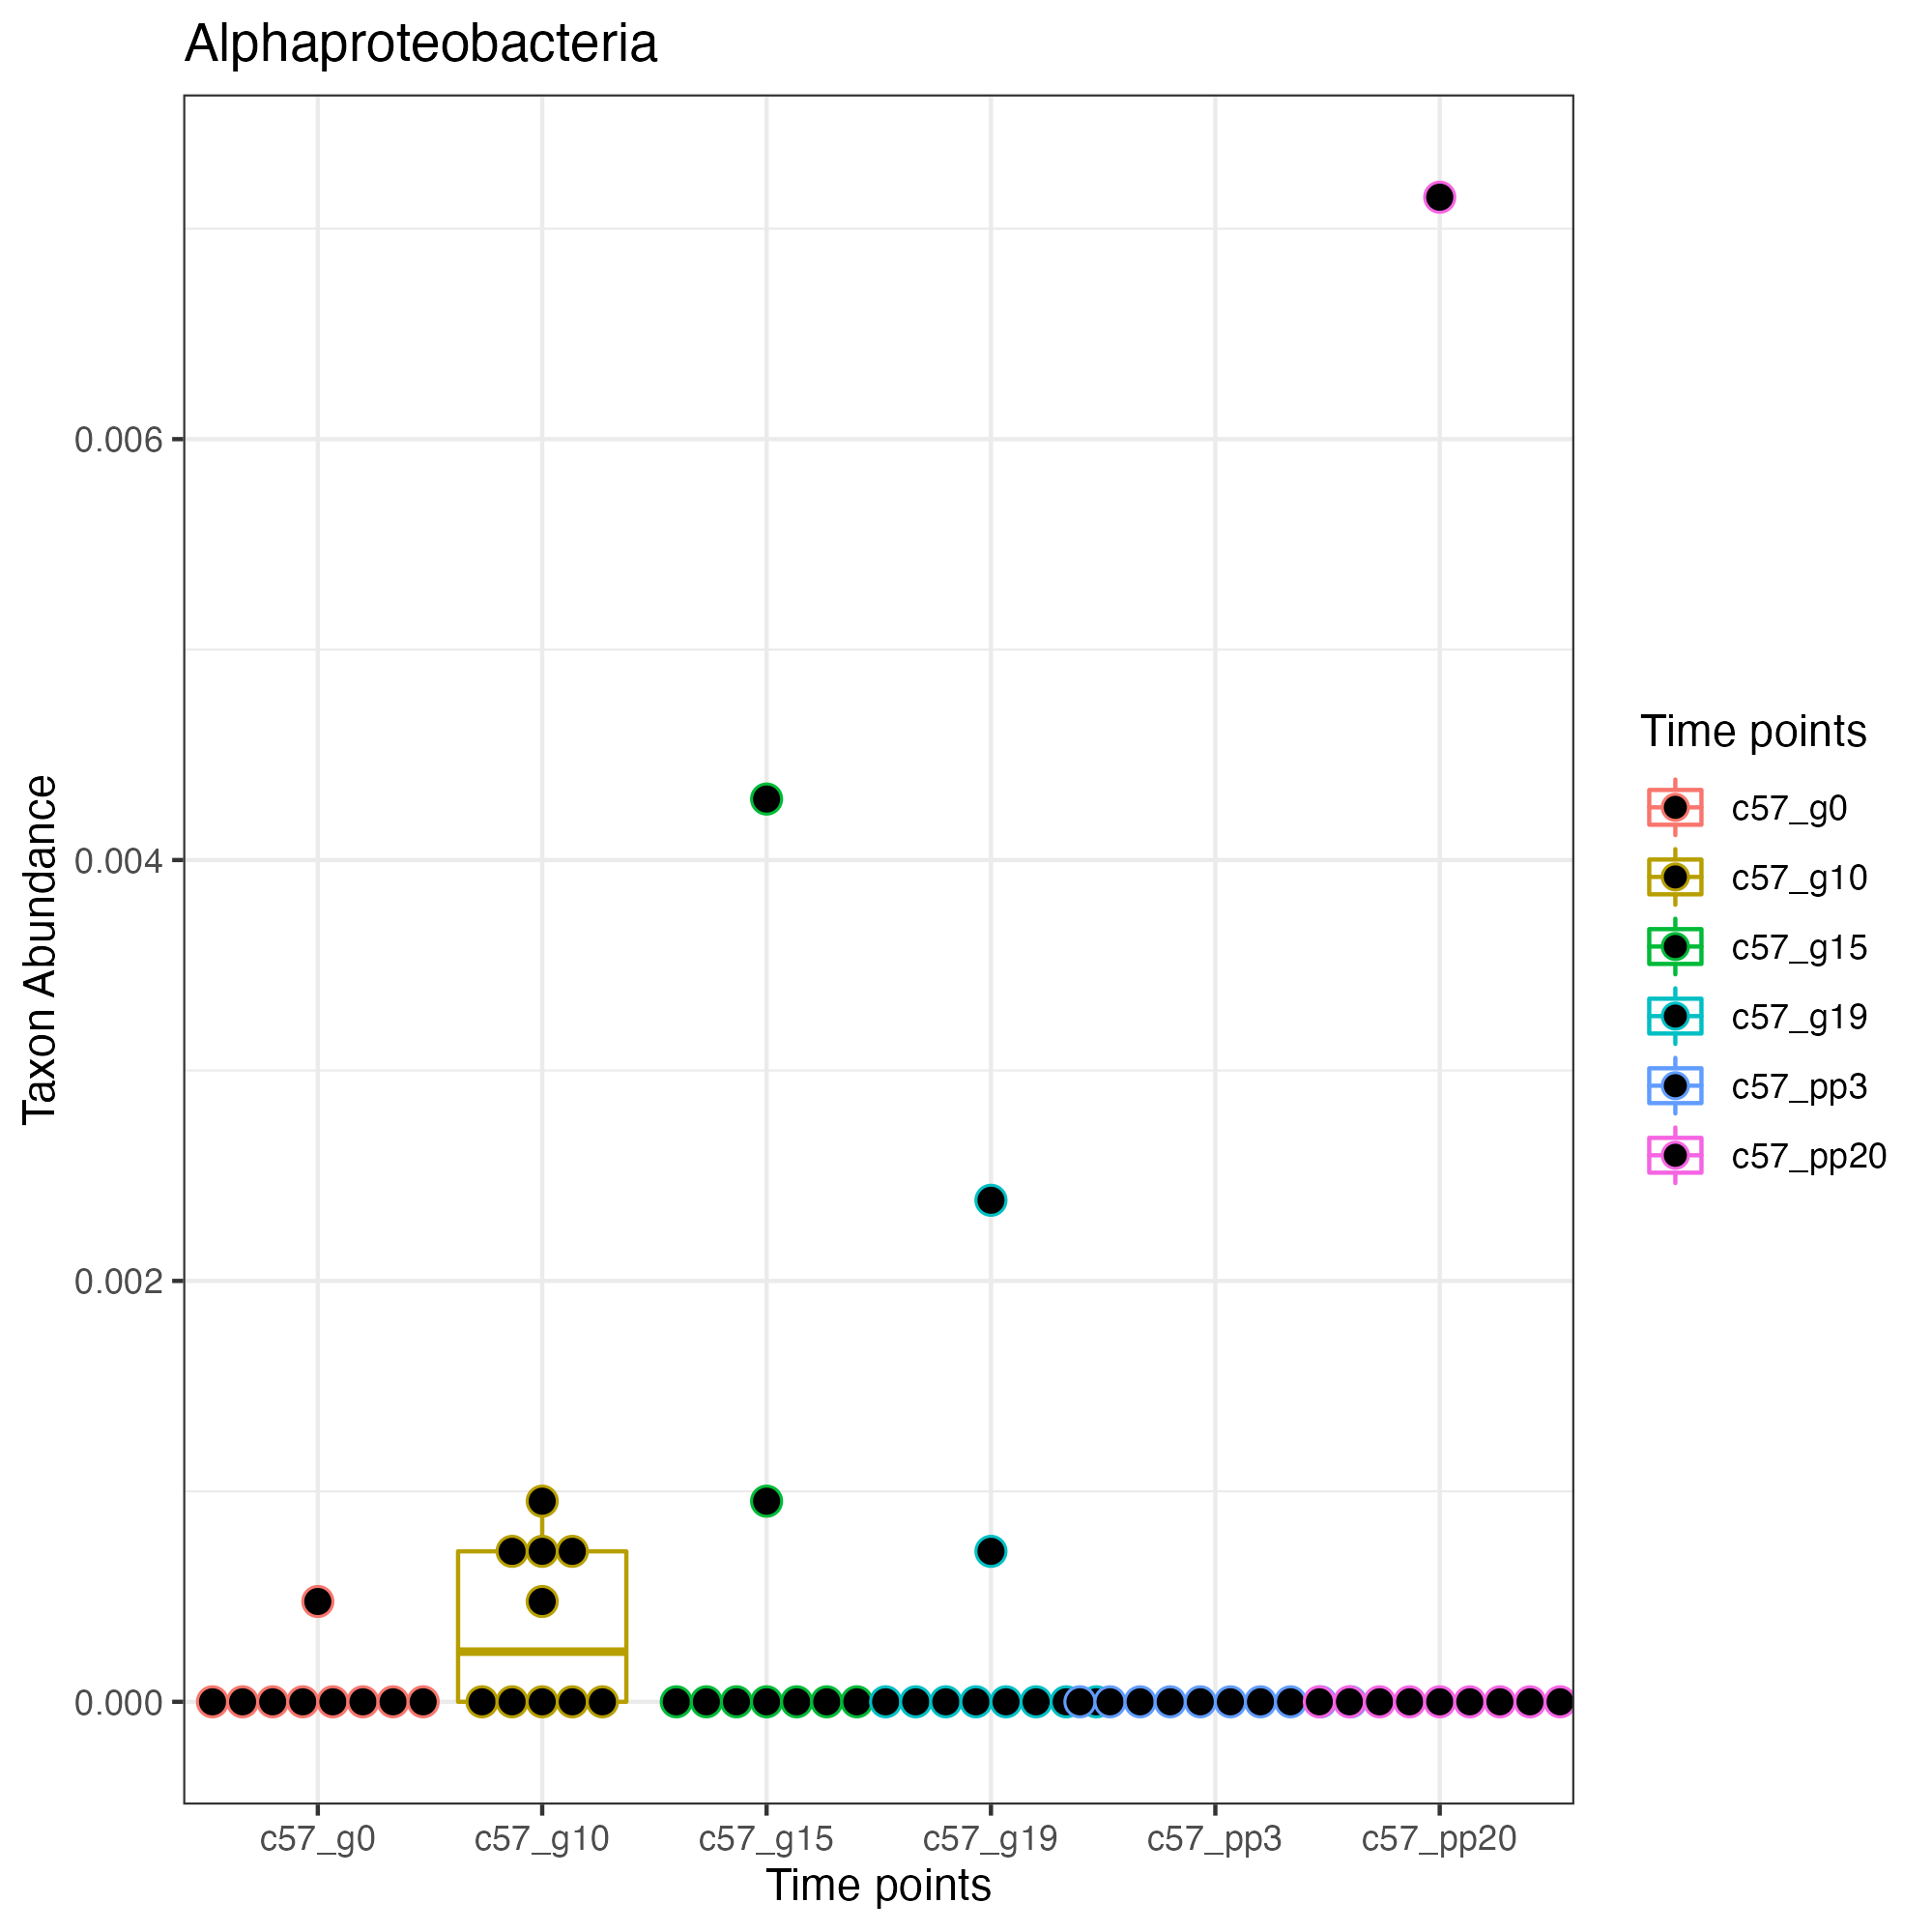 Alphaproteobacteria
Taxon Abundance
0.006
0.004
0.002
0.000
c57_g0
c57_g10
c57_g15
c57_g19
c57_pp3
c57_pp20
Time points
Time points
c57_g0
c57_g10
c57_g15
c57_g19
c57_pp3
c57_pp20